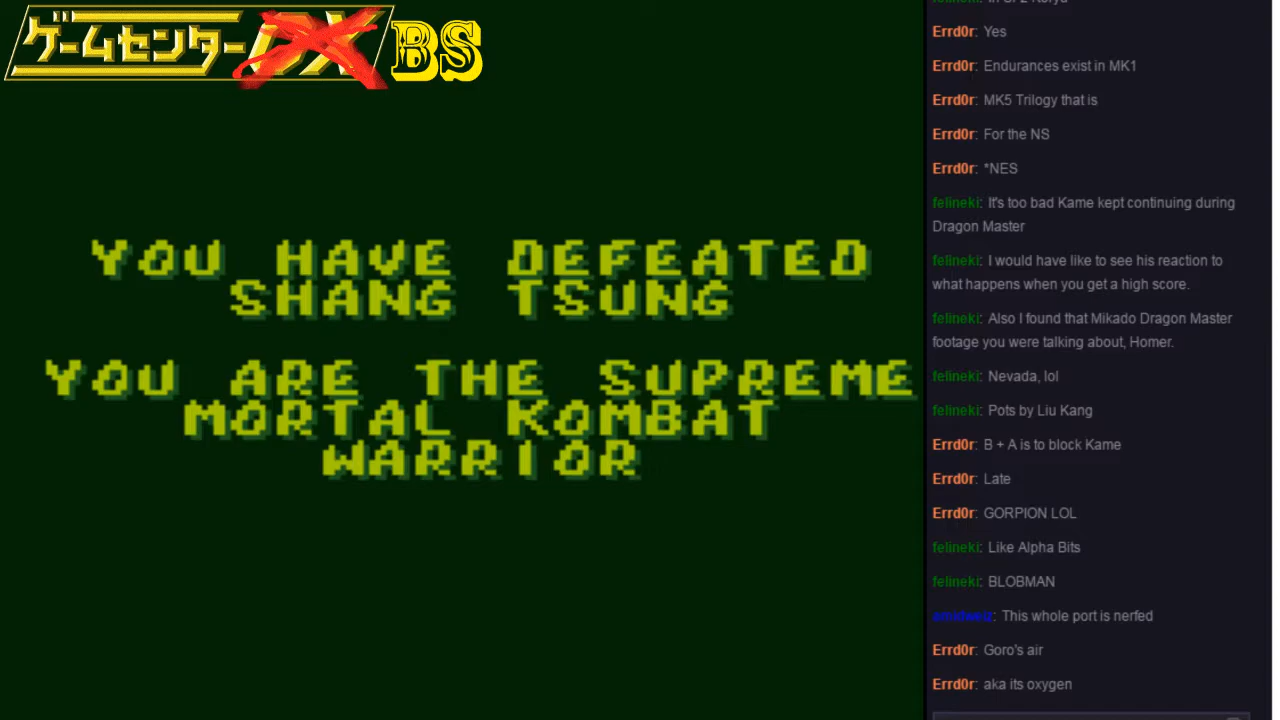 ゲームセンターDX BS
YOU HAVE DEFEATED
SHANG TSUNG
YOU ARE THE SUPREME
MORTAL KOMBAT
WARRIOR
Errd0r: Yes
Errd0r: Endurances exist in MK1
Errd0r: MK5 Trilogy that is
Errd0r: For the NS
Errd0r: *NES
felineki: It's too bad Kame kept continuing during
Dragon Master
felineki: I would have like to see his reaction to
what happens when you get a high score.
felineki: Also I found that Mikado Dragon Master
footage you were talking about, Homer.
felineki: Nevada, lol
felineki: Pots by Liu Kang
Errd0r: B + A is to block Kame
Errd0r: Late
Errd0r: GORPION LOL
felineki: Like Alpha Bits
felineki: BLOBMAN
: This whole port is nerfed
Errd0r: Goro's air
Errd0r: aka its oxygen